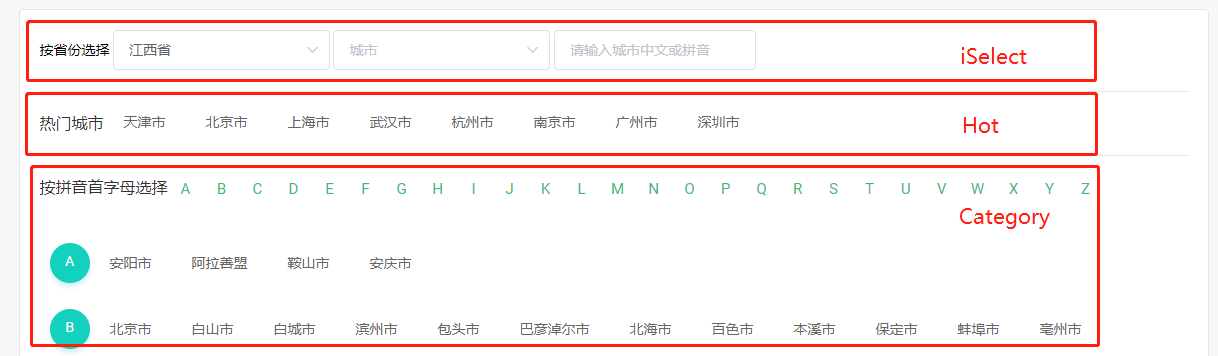 按省份选择 江西省 城市 请输入城市中文或拼音 iSelect
热门城市 天津市 北京市 上海市 武汉市 杭州市 南京市 广州市 深圳市 Hot
按拼音首字母选择 A B C D E F G H I J K L M N O P Q R S T U V W X Y Z
Category
A 安阳市 阿拉善盟 鞍山市 安庆市
B 北京市 白山市 白城市 滨州市 包头市 巴彦淖尔市 北海市 百色市 本溪市 保定市 蚌埠市 亳州市